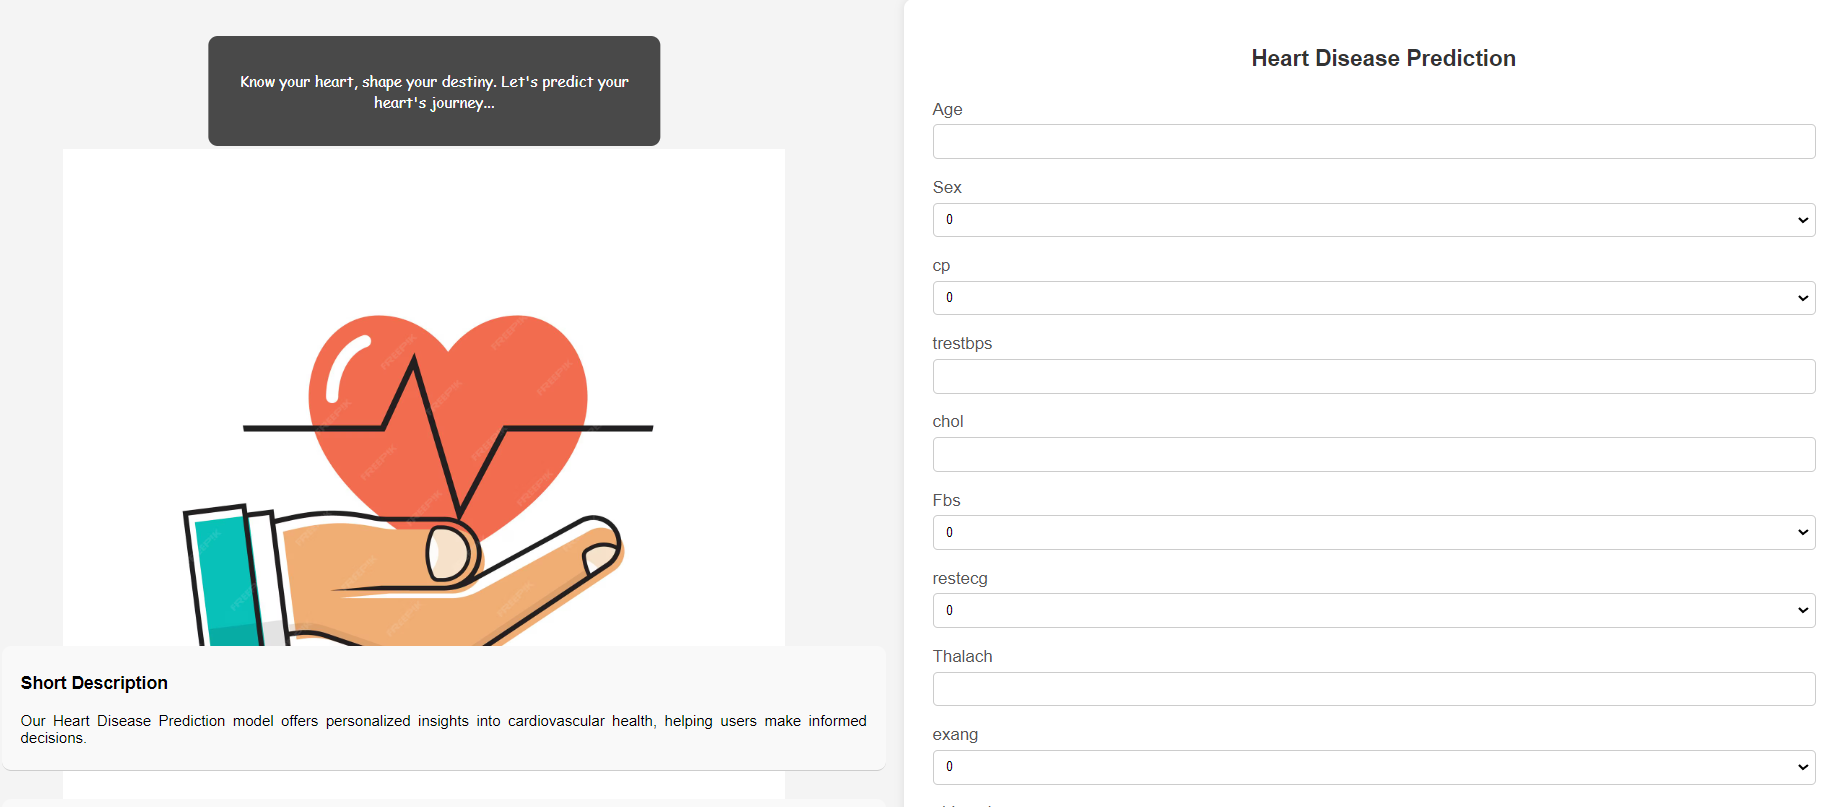 Know your heart, shape your destiny. Let's predict your
heart's journey...
Short Description
Our Heart Disease Prediction model offers personalized insights into cardiovascular health, helping users make informed
decisions.
Heart Disease Prediction
Age
Sex
0
cp
0
trestbps
chol
Fbs
0
restecg
0
Thalach
exang
0